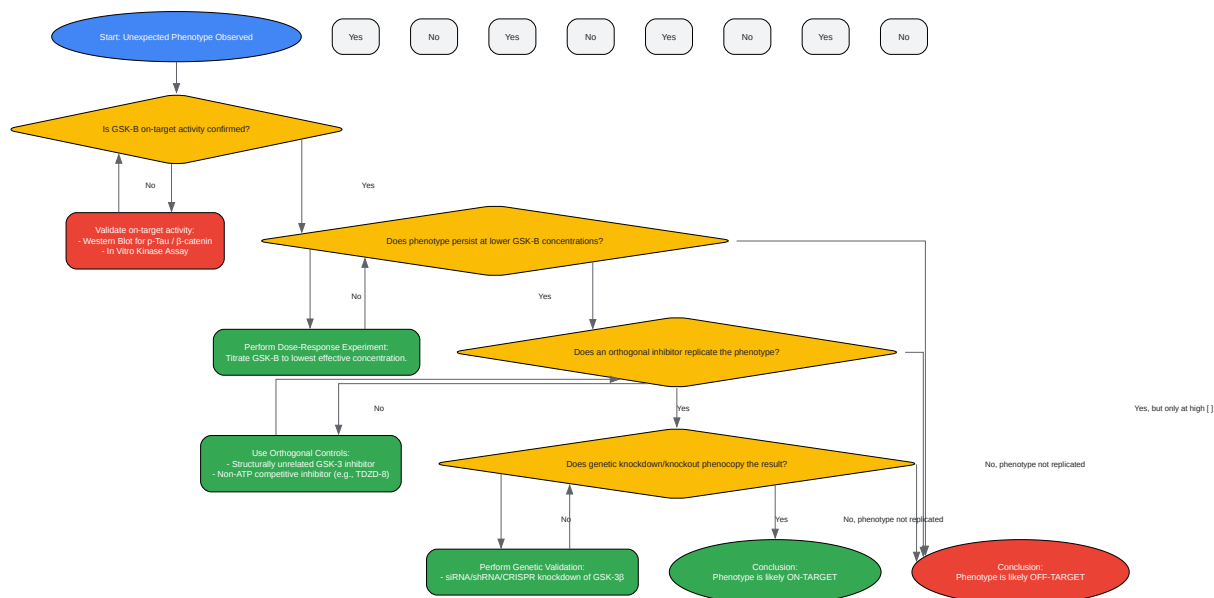 Start: Unexpected Phenotype Observed
Yes
No
Yes
No
Yes
No
Yes
No
Is GSK-B on-target activity confirmed?
No
Yes
Validate on-target activity:
- Western Blot for p-Tau / β-catenin
- In Vitro Kinase Assay
Does phenotype persist at lower GSK-B concentrations?
No
Yes
Perform Dose-Response Experiment:
Titrate GSK-B to lowest effective concentration.
Does an orthogonal inhibitor replicate the phenotype?
No
Yes
Yes, but only at high [ ]
Use Orthogonal Controls:
- Structurally unrelated GSK-3 inhibitor
- Non-ATP competitive inhibitor (e.g., TDZD-8)
Does genetic knockdown/knockout phenocopy the result?
No, phenotype not replicated
No
Yes
No, phenotype not replicated
Perform Genetic Validation:
- siRNA/shRNA/CRISPR knockdown of GSK-3β
Conclusion:
Phenotype is likely ON-TARGET
Conclusion:
Phenotype is likely OFF-TARGET